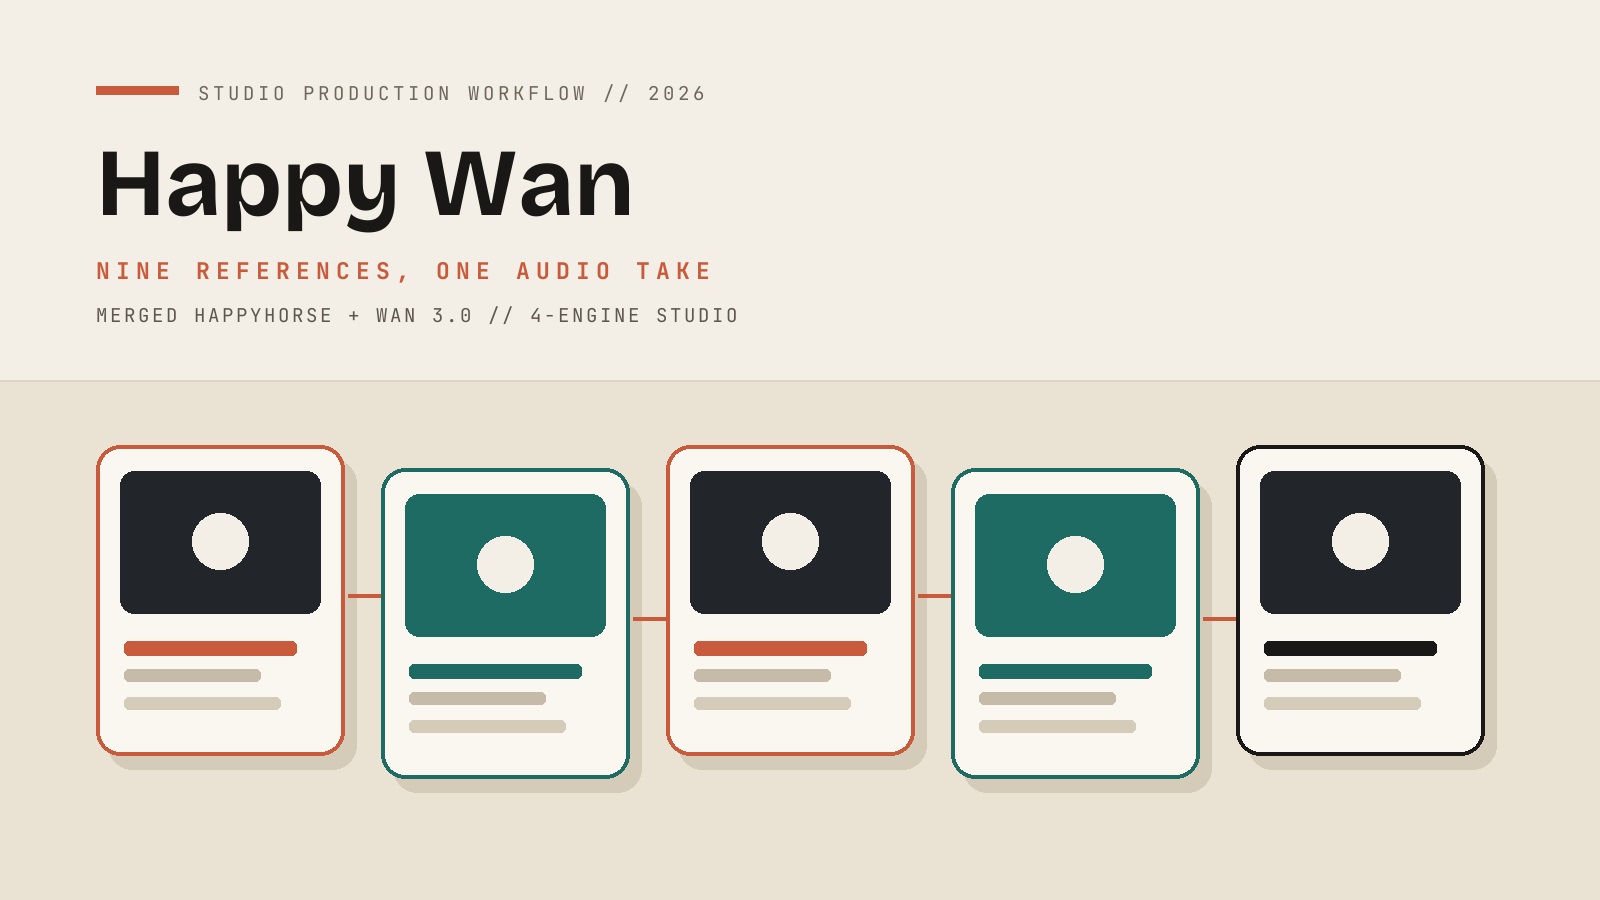 STUDIO PRODUCTION WORKFLOW // 2026
Happy Wan
NINE REFERENCES, ONE AUDIO TAKE
MERGED HAPPYHORSE + WAN 3.0 // 4-ENGINE STUDIO